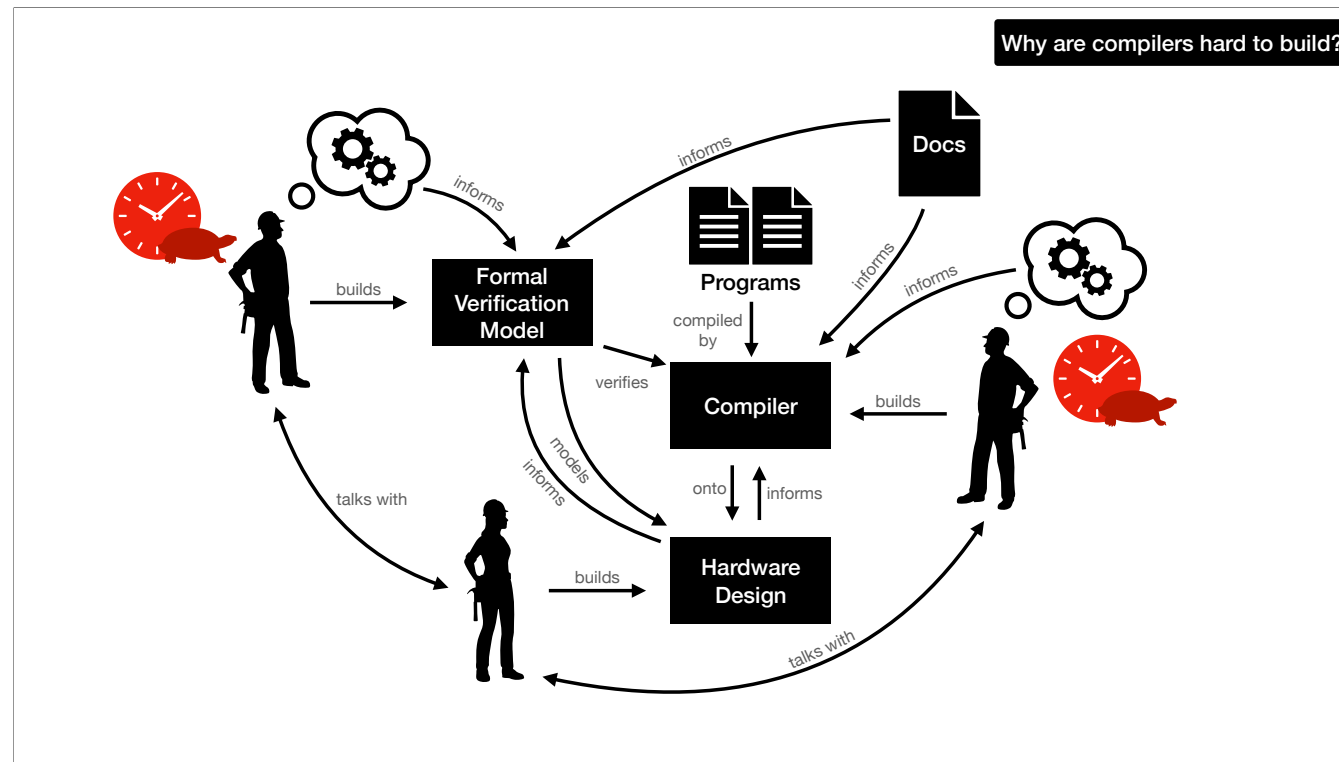 Why are compilers hard to build?
Docs
informs
informs
Programs
informs
informs
Formal
Verification
Model
builds
compiled
by
verifies
Compiler
builds
models
informs
onto
informs
talks with
Hardware
Design
builds
talks with